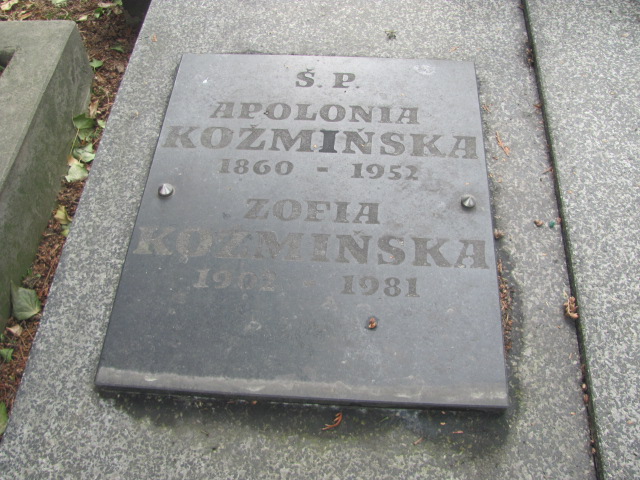 Ś. P.
APOLONIA
KOŹMIŃSKA
1860 - 1952
ZOFIA
KOŹMIŃSKA
1902 - 1981